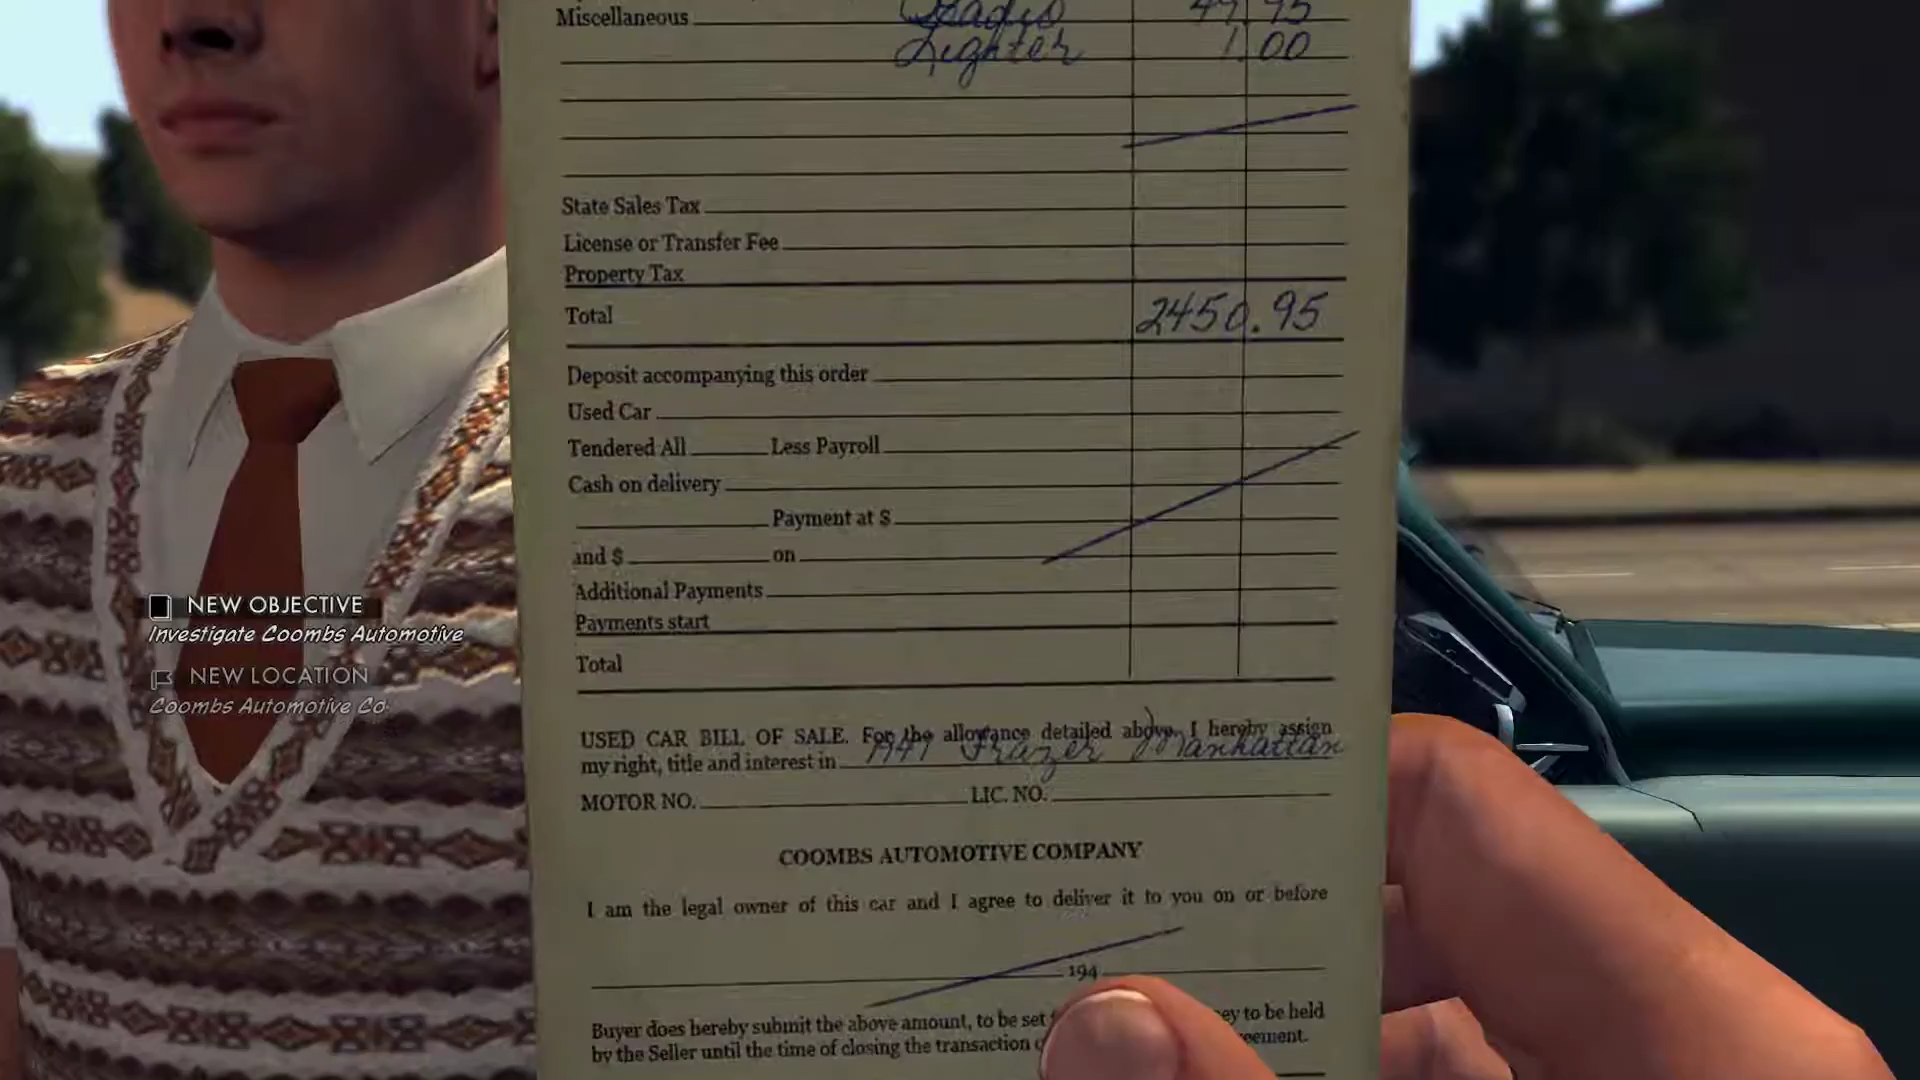 Miscellaneous Radio 49.95
Lighter 1.00
State Sales Tax
License or Transfer Fee
Property Tax
Total 2450.95
Deposit accompanying this order
Used Car
Tendered All Less Payroll
Cash on delivery
Payment at $
and $ on
Additional Payments
Payments start
Total
NEW OBJECTIVE
Investigate Coombs Automotive
NEW LOCATION
Coombs Automotive Co
USED CAR BILL OF SALE. For the allowance detailed above, I hereby assign
my right, title and interest in 1947 Frazer Manhattan
MOTOR NO. LIC. NO.
COOMBS AUTOMOTIVE COMPANY
I am the legal owner of this car and I agree to deliver it to you on or before
194
Buyer does hereby submit the above amount, to be set to be held
by the Seller until the time of closing the transaction